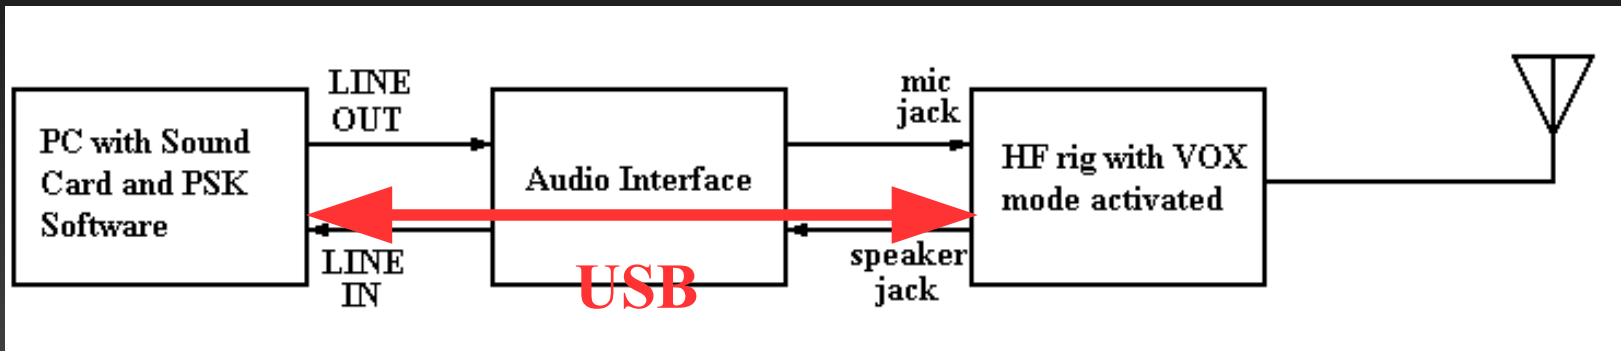 LINE
OUT
mic
jack
PC with Sound
Card and PSK
Software
Audio Interface
HF rig with VOX
mode activated
LINE
IN
USB
speaker
jack